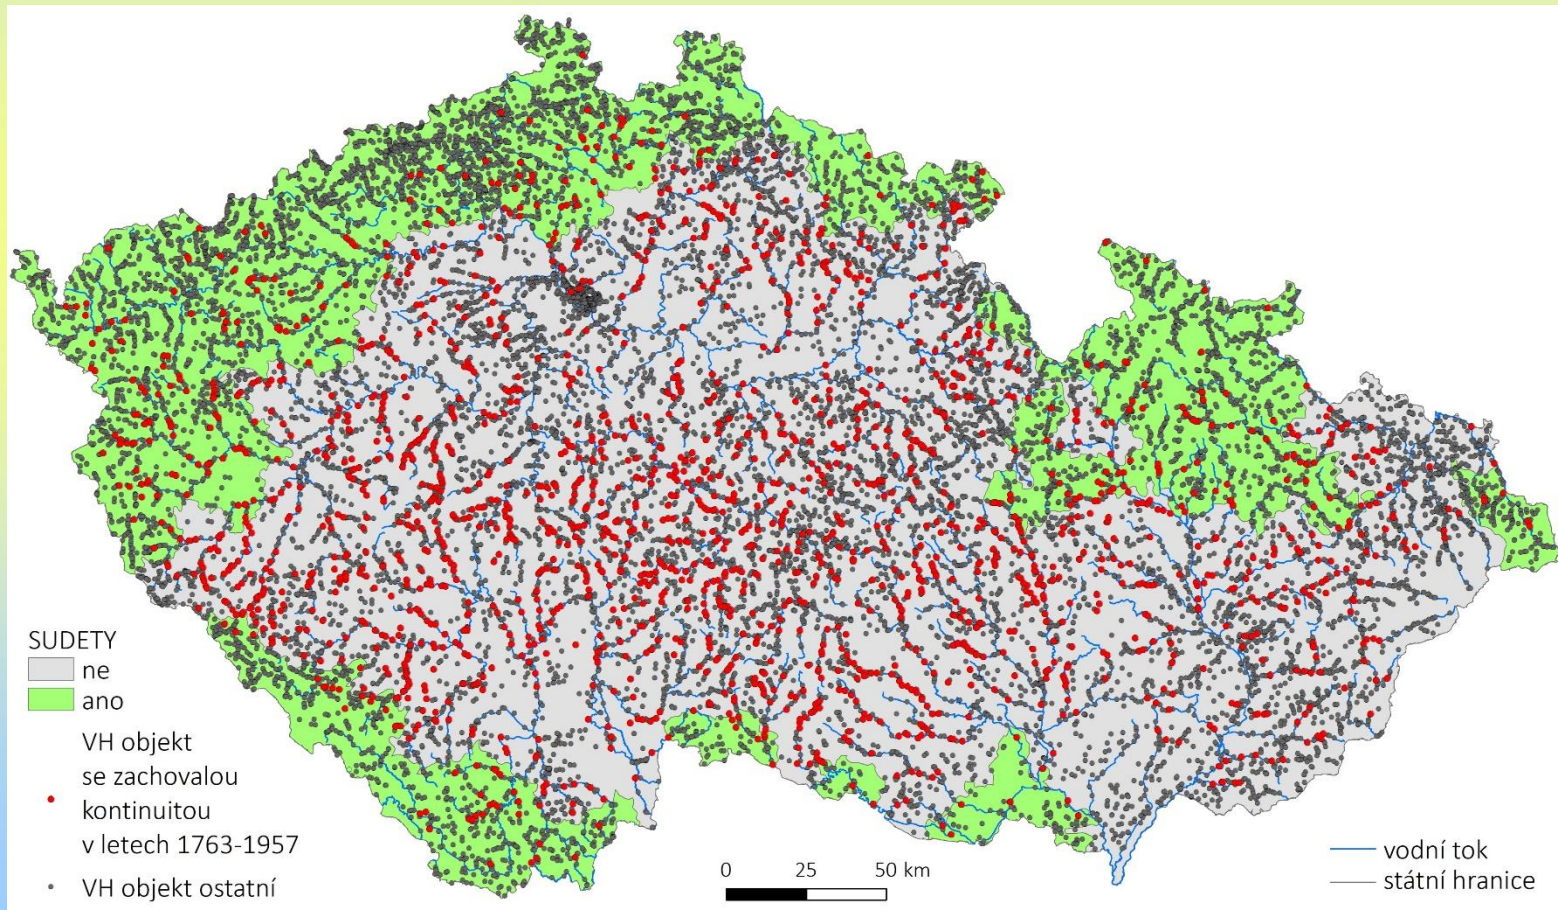 SUDETY
ne
ano
VH objekt
se zachovalou
kontinuitou
v letech 1763-1957
VH objekt ostatní
0 25 50 km
vodní tok
státní hranice